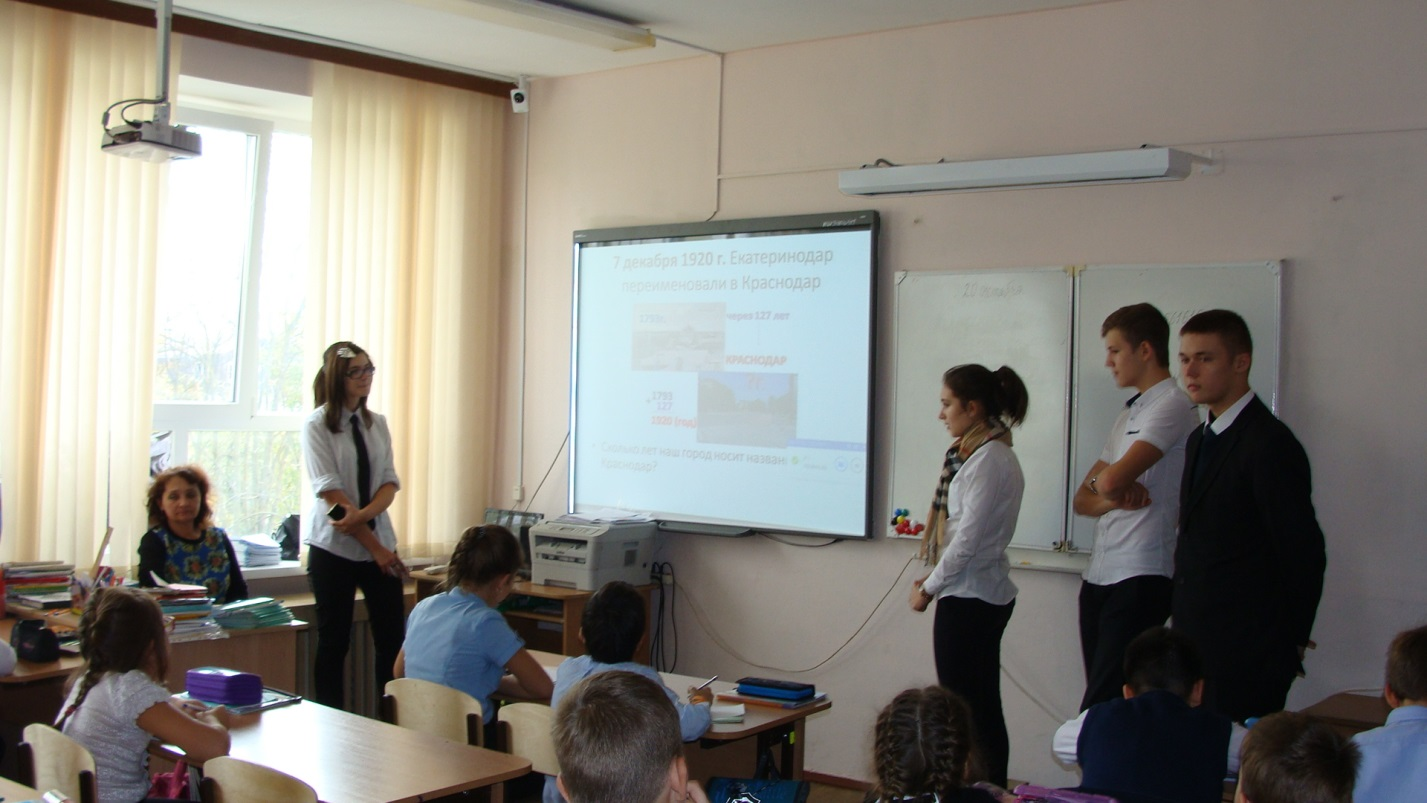 7 декабря 1920 г. Екатеринодар
переименовали в Краснодар
1793г.
через 127 лет
КРАСНОДАР
+1793
127
1920 (год)
• Сколько лет наш город носит назван
Краснодар?